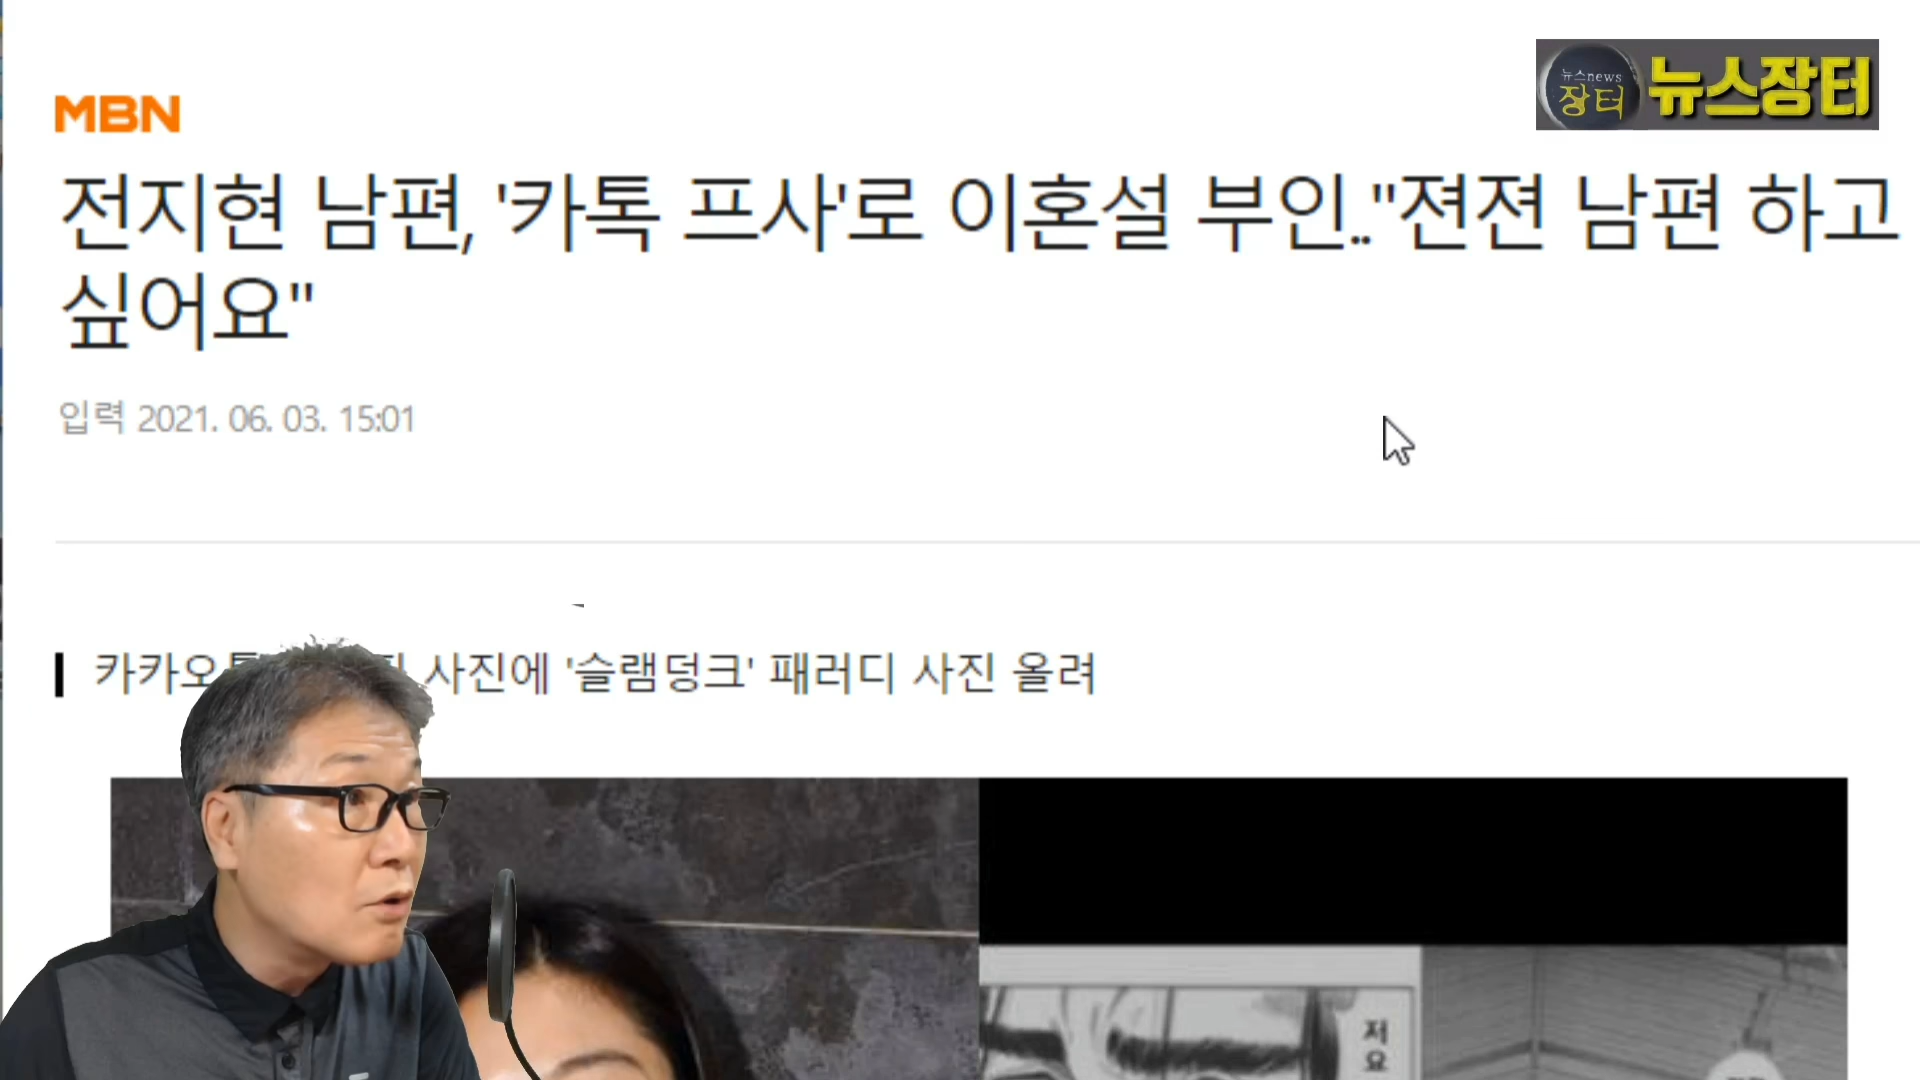 MBN
뉴스news
장터
뉴스장터
전지현 남편, '카톡 프사'로 이혼설 부인.."젼젼 남편 하고
싶어요"
입력 2021. 06. 03. 15:01
카카오 사진에 '슬램덩크' 패러디 사진 올려
저요